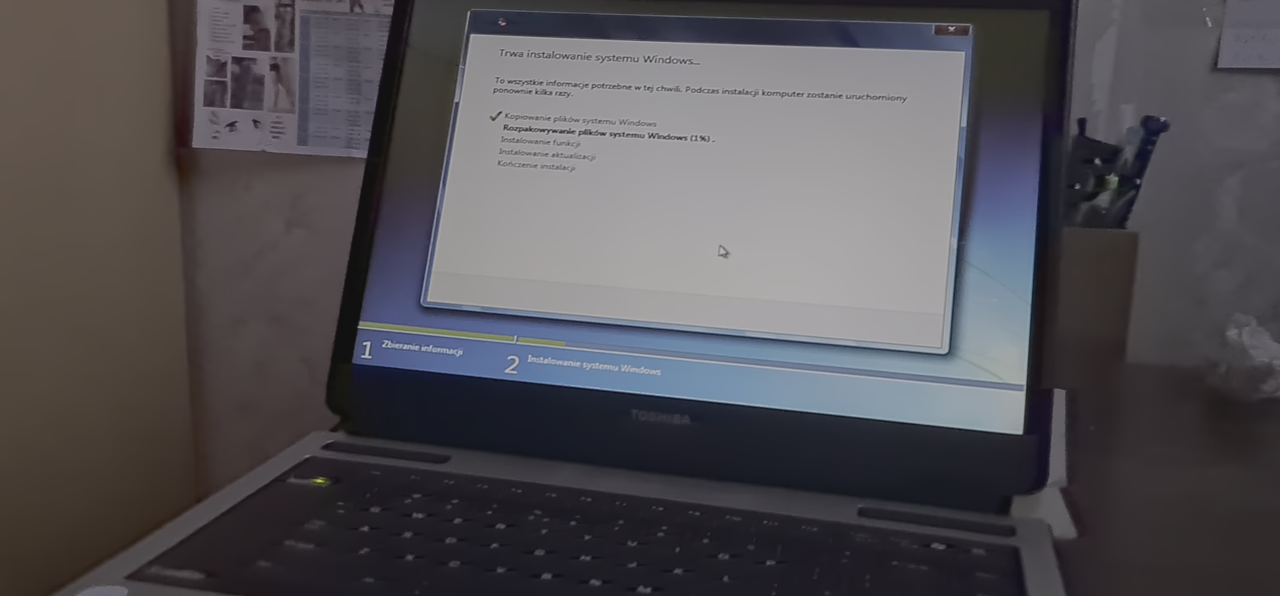 Trwa instalowanie systemu Windows...
To wszystkie informacje potrzebne w tej chwili. Podczas instalacji komputer zostanie uruchomiony
ponownie kilka razy.
Kopiowanie plików systemu Windows
Rozpakowywanie plików systemu Windows (1%) .
Instalowanie funkcji
Instalowanie aktualizacji
Kończenie instalacji
1 Zbieranie informacji
2 Instalowanie systemu Windows
TOSHIBA